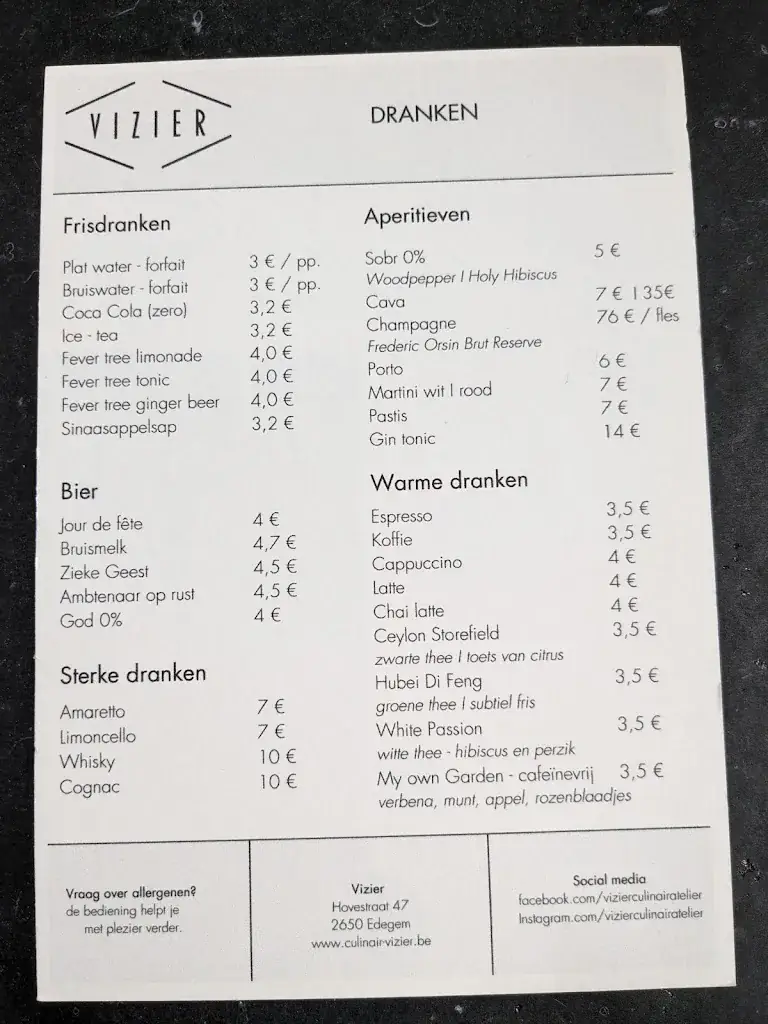 VIZIER
DRANKEN
Frisdranken
Plat water - forfait 3 € / pp.
Bruiswater - forfait 3 € / pp.
Coca Cola (zero) 3,2 €
Ice - tea 3,2 €
Fever tree limonade 4,0 €
Fever tree tonic 4,0 €
Fever tree ginger beer 4,0 €
Sinaasappelsap 3,2 €
Bier
Jour de fête 4 €
Bruismelk 4,7 €
Zieke Geest 4,5 €
Ambtenaar op rust 4,5 €
God 0% 4 €
Sterke dranken
Amaretto 7 €
Limoncello 7 €
Whisky 10 €
Cognac 10 €
Aperitieven
Sobr 0% 5 €
Woodpepper I Holy Hibiscus
Cava 7 € I 35€
Champagne 76 € / fles
Frederic Orsin Brut Reserve
Porto 6 €
Martini wit I rood 7 €
Pastis 7 €
Gin tonic 14 €
Warme dranken
Espresso 3,5 €
Koffie 3,5 €
Cappuccino 4 €
Latte 4 €
Chai latte 4 €
Ceylon Storefield 3,5 €
zwarte thee I toets van citrus
Hubei Di Feng 3,5 €
groene thee I subtiel fris
White Passion 3,5 €
witte thee - hibiscus en perzik
My own Garden - cafeïnevrij 3,5 €
verbena, munt, appel, rozenblaadjes
Vraag over allergenen?
de bediening helpt je
met plezier verder.
Vizier
Hovestraat 47
2650 Edegem
www.culinair-vizier.be
Social media
facebook.com/vizierculinairatelier
Instagram.com/vizierculinairatelier